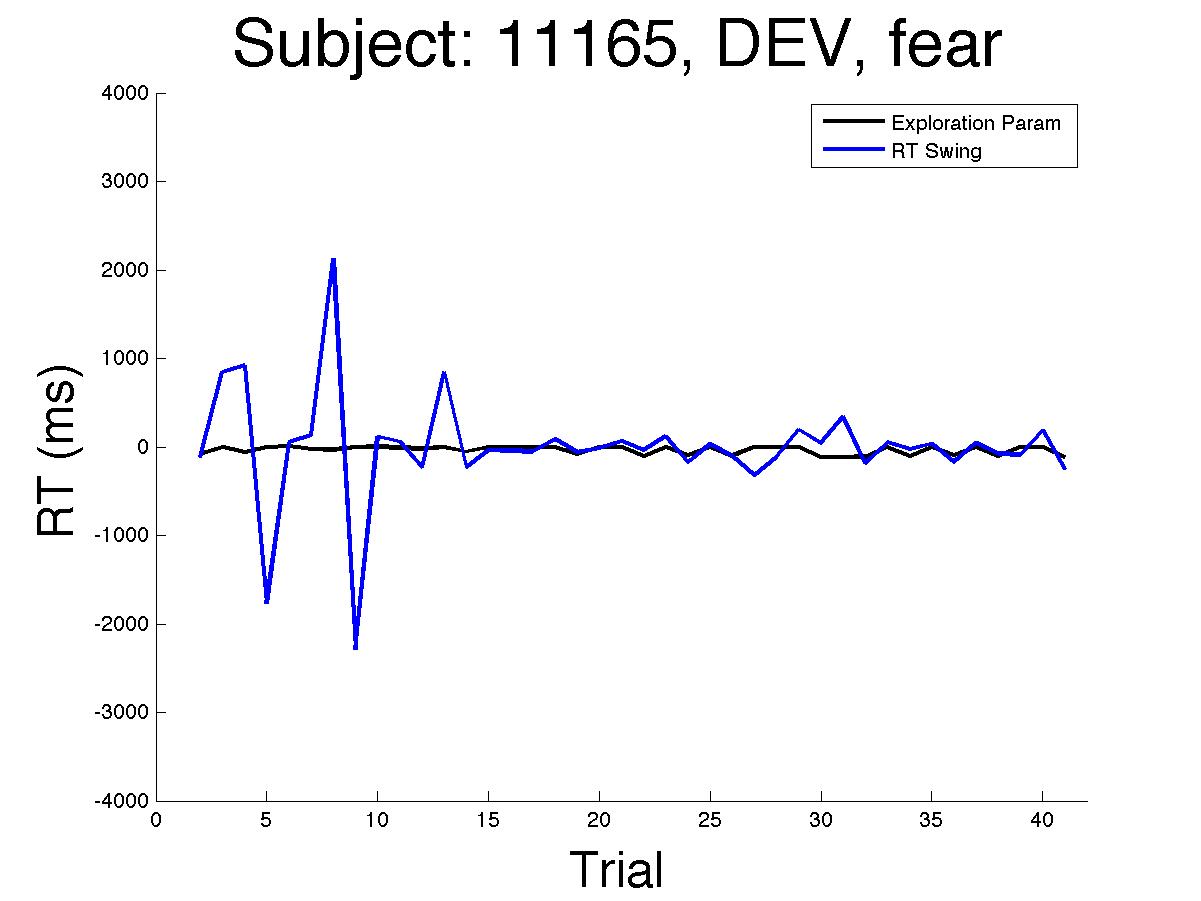 Subject: 11165, DEV, fear
Exploration Param
RT Swing
4000
3000
2000
1000
0
-1000
-2000
-3000
-4000
RT (ms)
0 5 10 15 20 25 30 35 40
Trial